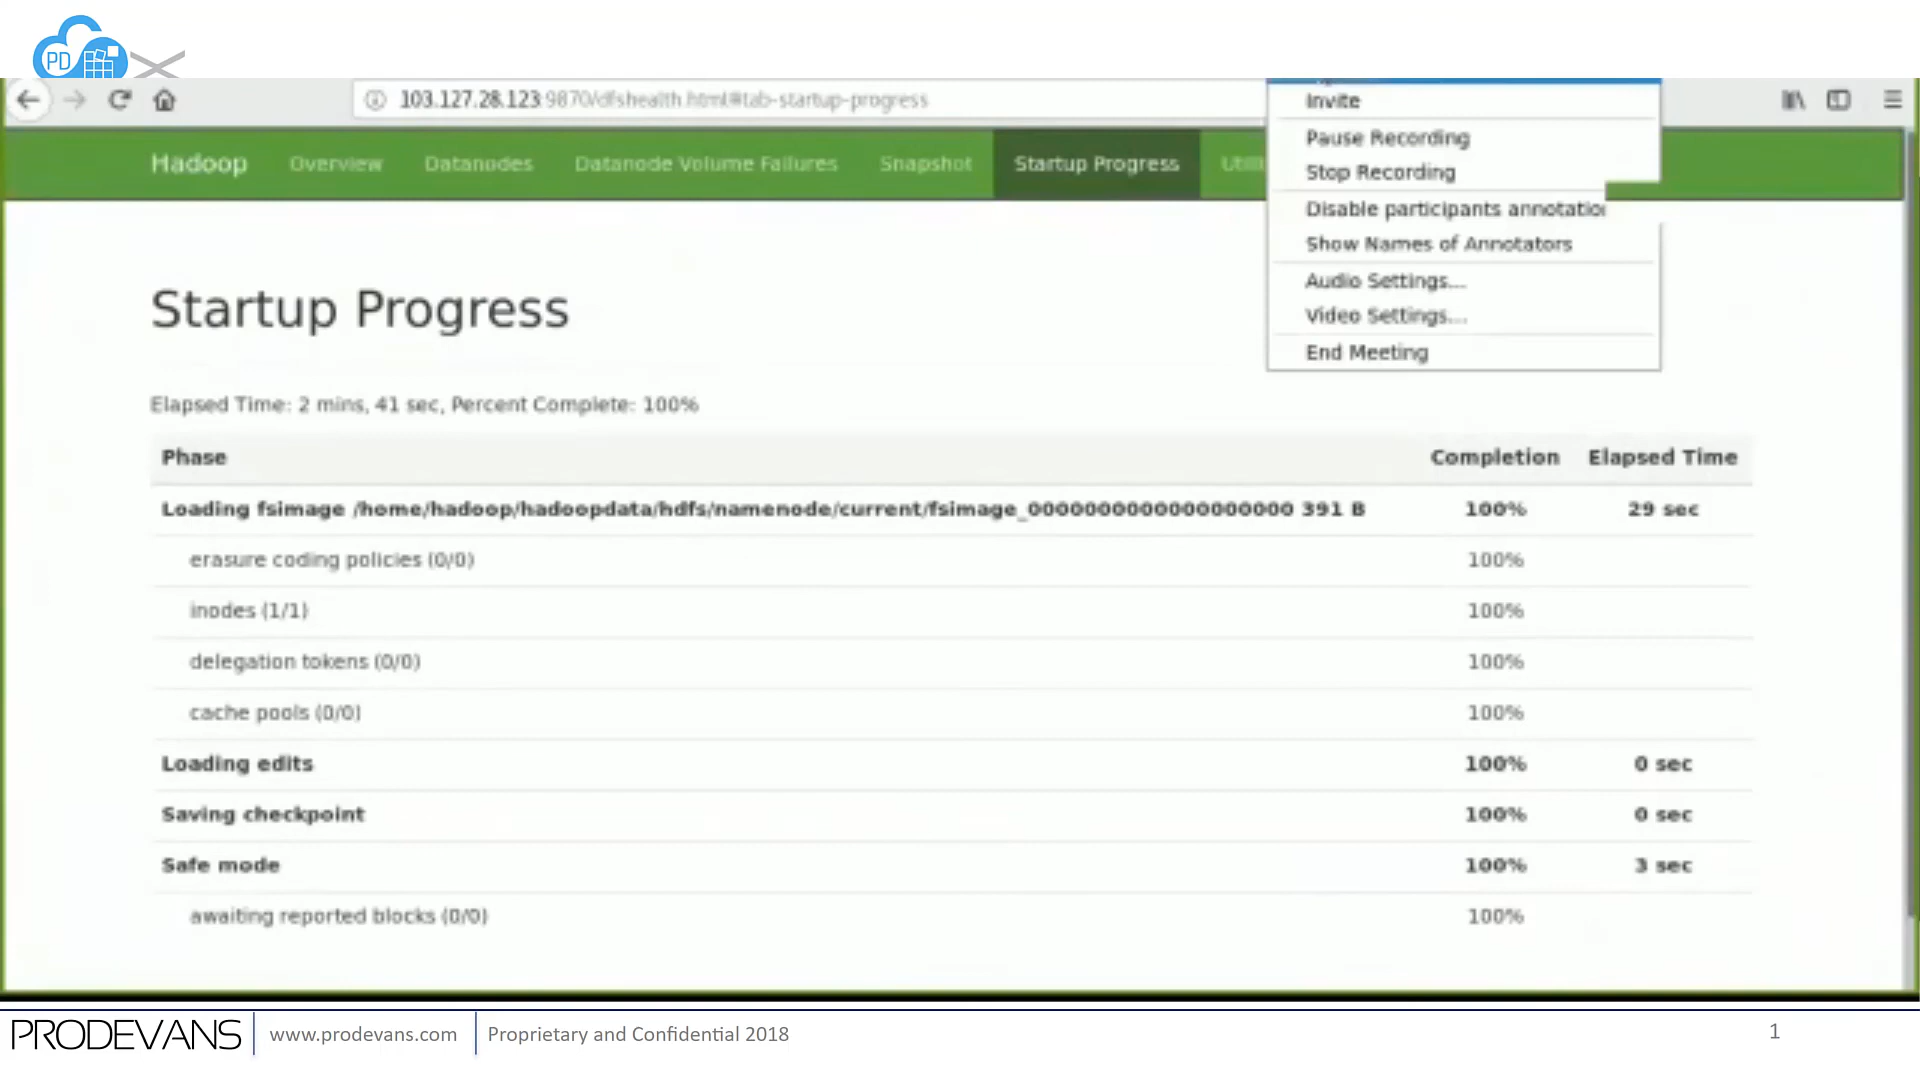 PD
103.127.28.123:9870/dfshealth.html#tab-startup-progress
Invite
Pause Recording
Stop Recording
Disable participants annotatio
Show Names of Annotators
Audio Settings...
Video Settings...
End Meeting
Hadoop Overview Datanodes Datanode Volume Failures Snapshot Startup Progress Utili
Startup Progress
Elapsed Time: 2 mins, 41 sec, Percent Complete: 100%
Phase Completion Elapsed Time
Loading fsimage /home/hadoop/hadoopdata/hdfs/namenode/current/fsimage_0000000000000000000 391 B 100% 29 sec
erasure coding policies (0/0) 100%
inodes (1/1) 100%
delegation tokens (0/0) 100%
cache pools (0/0) 100%
Loading edits 100% 0 sec
Saving checkpoint 100% 0 sec
Safe mode 100% 3 sec
awaiting reported blocks (0/0) 100%
PRODEVANS www.prodevans.com Proprietary and Confidential 2018 1